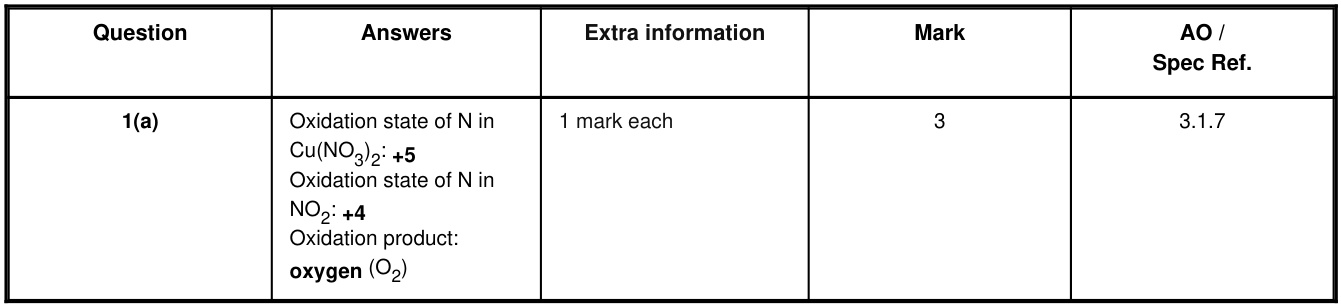 Question Answers Extra information Mark AO /
Spec Ref.
1(a) Oxidation state of N in 1 mark each 3 3.1.7
Cu(NO₃)₂: +5
Oxidation state of N in
NO₂: +4
Oxidation product:
oxygen (O₂)